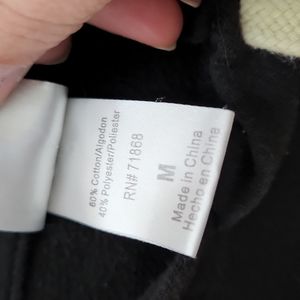 60% Cotton/Algodon
40% Polyester/Poliester
RN# 71868
M
Made in China
Hecho en China